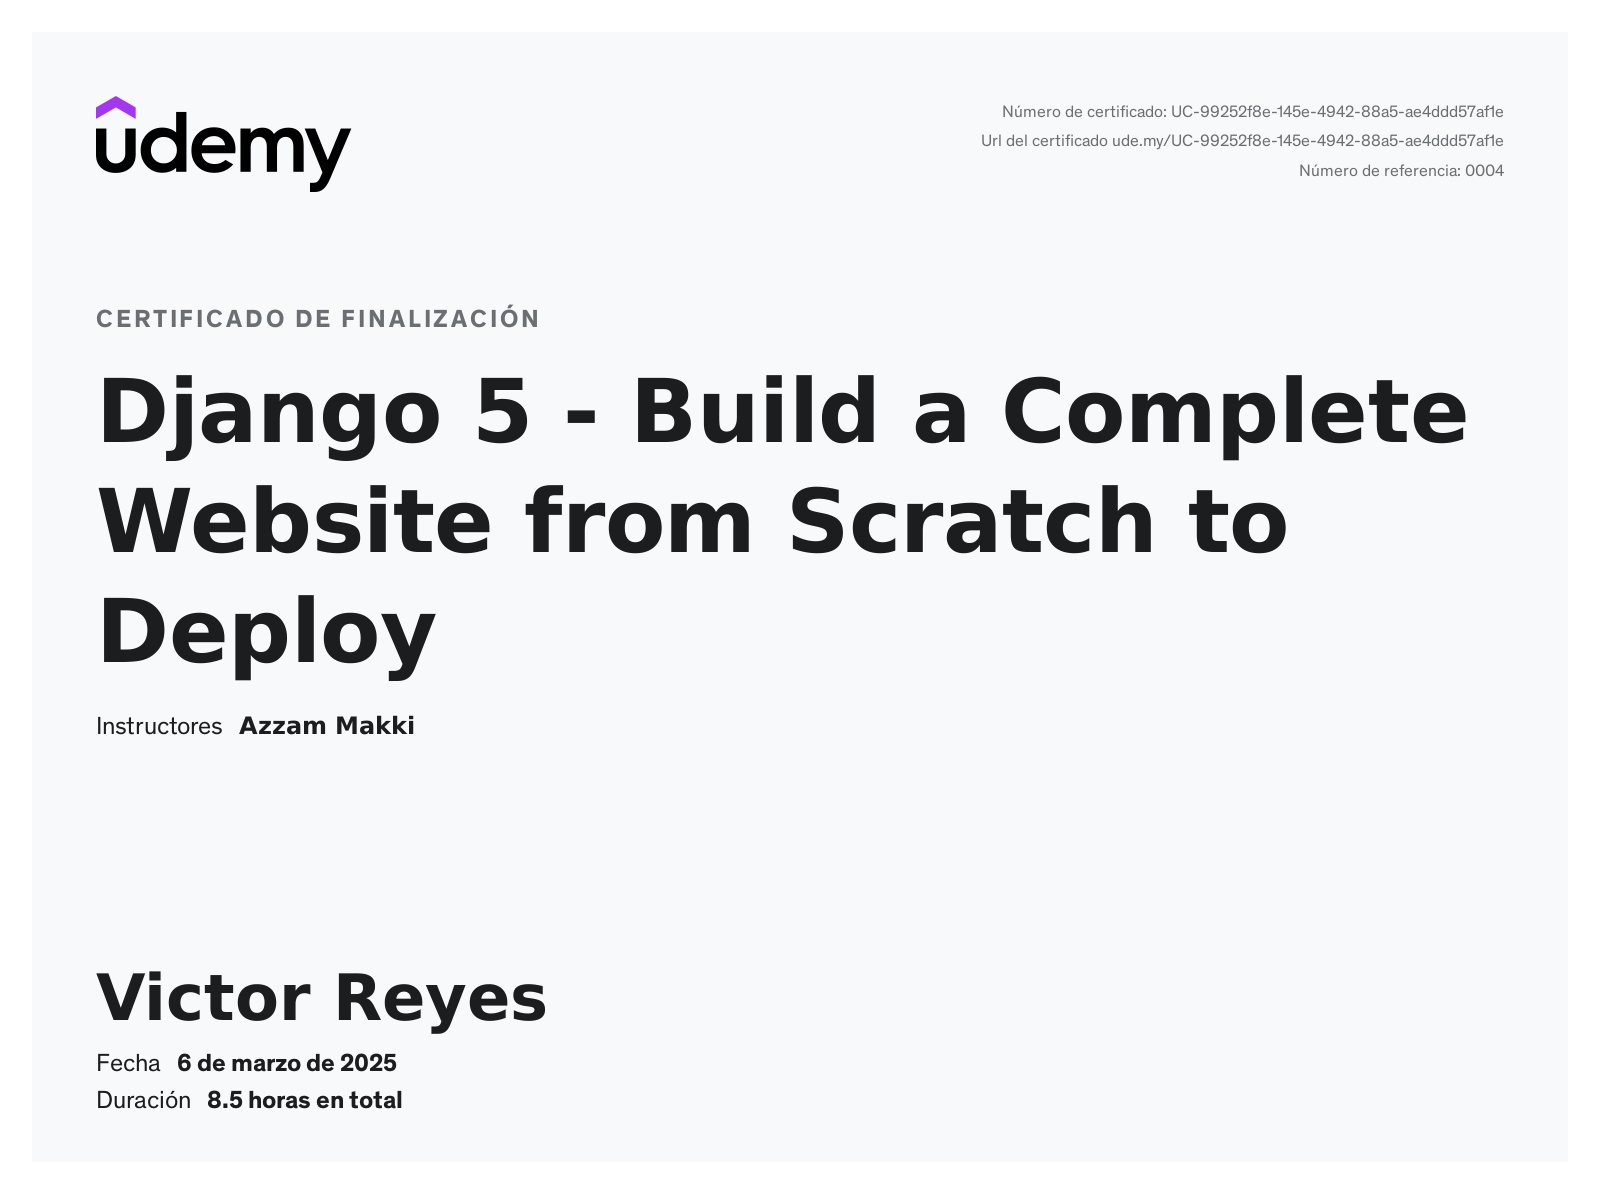 udemy
Número de certificado: UC-99252f8e-145e-4942-88a5-ae4ddd57af1e
Url del certificado ude.my/UC-99252f8e-145e-4942-88a5-ae4ddd57af1e
Número de referencia: 0004
CERTIFICADO DE FINALIZACIÓN
Django 5 - Build a Complete
Website from Scratch to
Deploy
Instructores Azzam Makki
Victor Reyes
Fecha 6 de marzo de 2025
Duración 8.5 horas en total